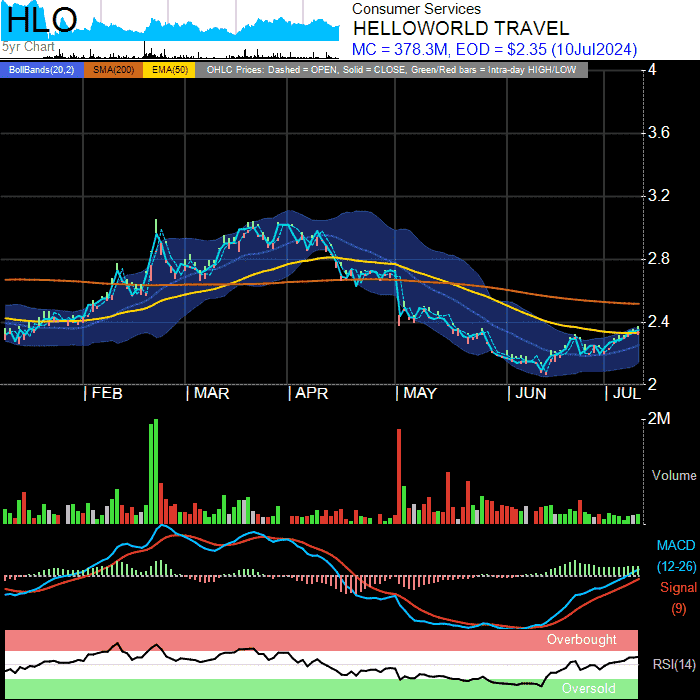 HLO
5yr Chart
Consumer Services
HELLOWORLD TRAVEL
MC = 378.3M, EOD = $2.35 (10Jul2024)
BollBands(20,2) SMA(200) EMA(50) OHLC Prices: Dashed = OPEN, Solid = CLOSE, Green/Red bars = Intra-day HIGH/LOW
4
3.6
3.2
2.8
2.4
2
FEB MAR APR MAY JUN JUL
2M
Volume
MACD
(12-26)
Signal
(9)
Overbought
RSI(14)
Oversold